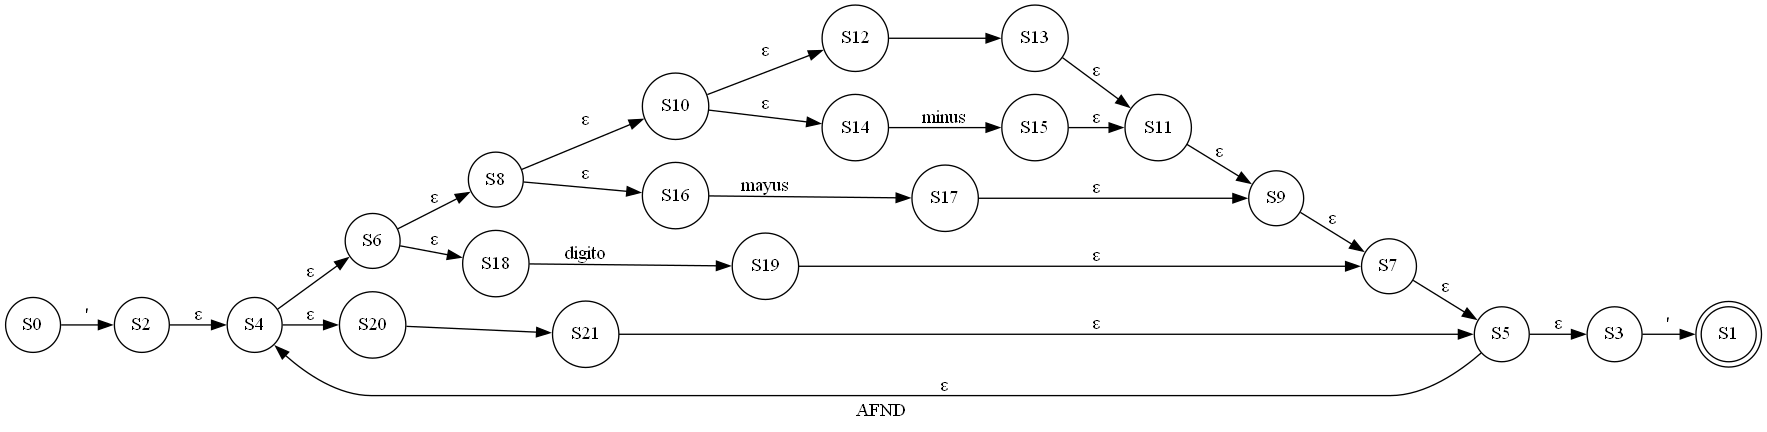 S12 S13
ε ε
S10 ε S14 minus S15 ε S11
ε ε
S8 ε S16 mayus S17 ε S9
ε ε
S6 ε S18 digito S19 ε S7
ε ε
S0 ' S2 ε S4 ε S20 S21 ε S5 ε S3 ' S1
ε
AFND